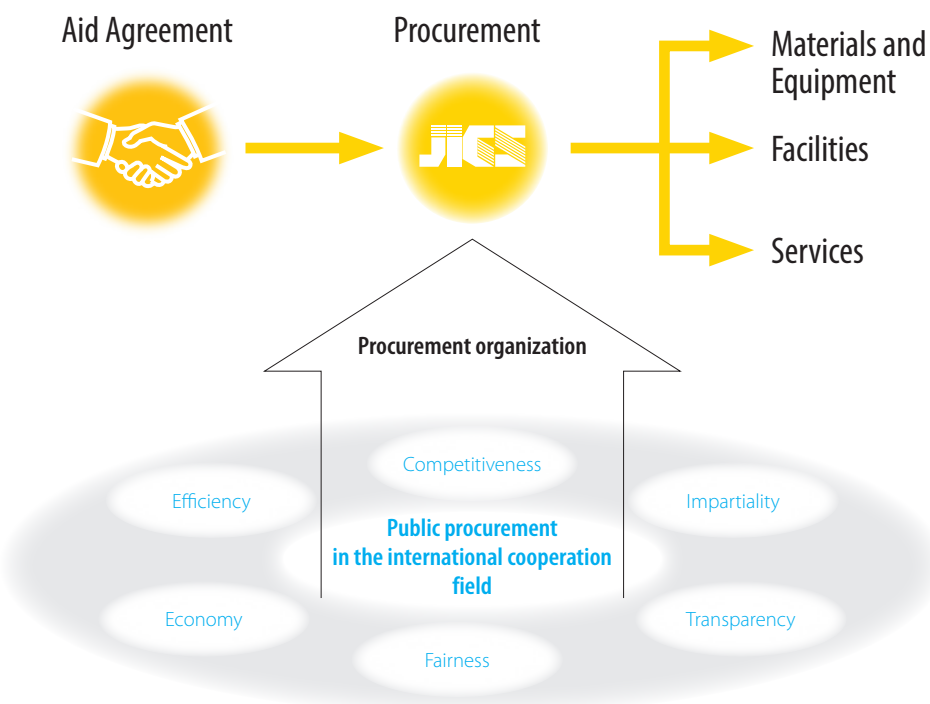 Aid Agreement
Procurement
Materials and
Equipment
JICS
Facilities
Services
Procurement organization
Competitiveness
Efficiency
Impartiality
Public procurement
in the international cooperation
field
Economy
Transparency
Fairness